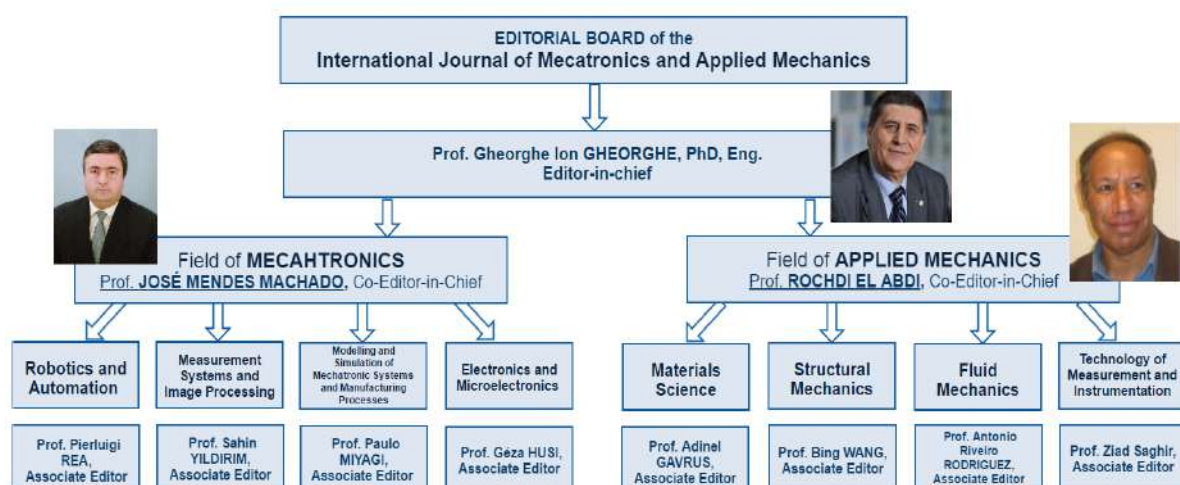 EDITORIAL BOARD of the
International Journal of Mecatronics and Applied Mechanics
Prof. Gheorghe Ion GHEORGHE, PhD, Eng.
Editor-in-chief
Field of MECAHTRONICS
Prof. JOSÉ MENDES MACHADO, Co-Editor-in-Chief
Field of APPLIED MECHANICS
Prof. ROCHDI EL ABDI, Co-Editor-in-Chief
Robotics and
Automation
Measurement
Systems and
Image Processing
Modelling and
Simulation of
Mechatronic Systems
and Manufacturing
Processes
Electronics and
Microelectronics
Materials
Science
Structural
Mechanics
Fluid
Mechanics
Technology of
Measurement and
Instrumentation
Prof. Pierluigi
REA,
Associate Editor
Prof. Sahin
YILDIRIM,
Associate Editor
Prof. Paulo
MIYAGI,
Associate Editor
Prof. Géza HUSI,
Associate Editor
Prof. Adinel
GAVRUS,
Associate Editor
Prof. Bing WANG,
Associate Editor
Prof. Antonio
Riveiro
RODRIGUEZ,
Associate Editor
Prof. Ziad Saghir,
Associate Editor